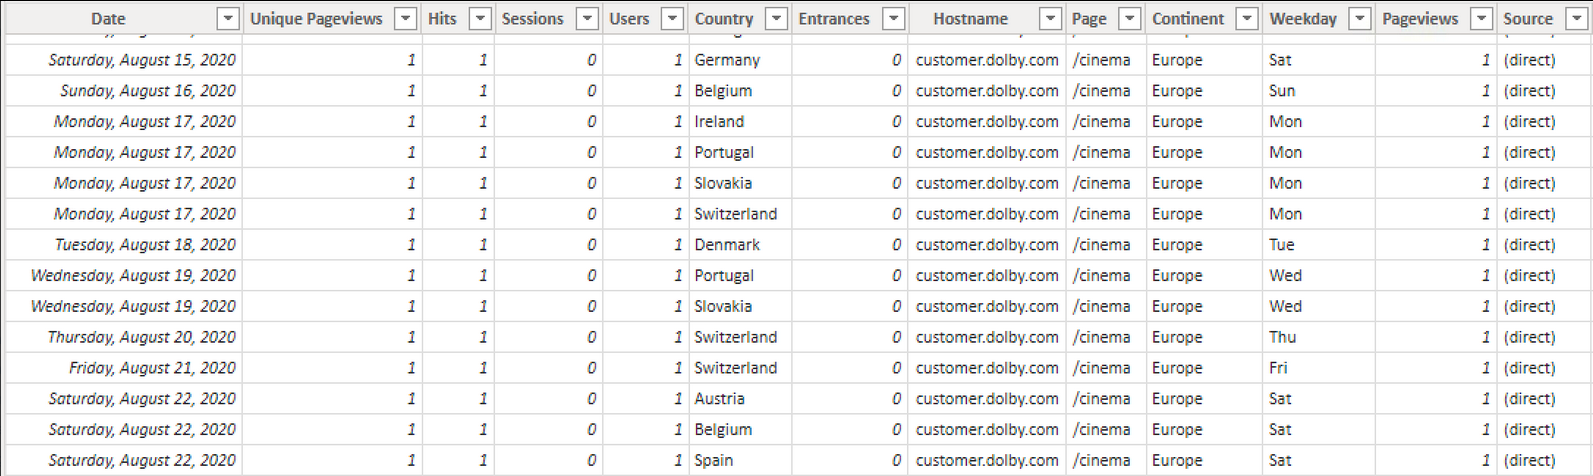 Date Unique Pageviews Hits Sessions Users Country Entrances Hostname Page Continent Weekday Pageviews Source
Saturday, August 15, 2020 1 1 0 1 Germany 0 customer.dolby.com /cinema Europe Sat 1 (direct)
Sunday, August 16, 2020 1 1 0 1 Belgium 0 customer.dolby.com /cinema Europe Sun 1 (direct)
Monday, August 17, 2020 1 1 0 1 Ireland 0 customer.dolby.com /cinema Europe Mon 1 (direct)
Monday, August 17, 2020 1 1 0 1 Portugal 0 customer.dolby.com /cinema Europe Mon 1 (direct)
Monday, August 17, 2020 1 1 0 1 Slovakia 0 customer.dolby.com /cinema Europe Mon 1 (direct)
Monday, August 17, 2020 1 1 0 1 Switzerland 0 customer.dolby.com /cinema Europe Mon 1 (direct)
Tuesday, August 18, 2020 1 1 0 1 Denmark 0 customer.dolby.com /cinema Europe Tue 1 (direct)
Wednesday, August 19, 2020 1 1 0 1 Portugal 0 customer.dolby.com /cinema Europe Wed 1 (direct)
Wednesday, August 19, 2020 1 1 0 1 Slovakia 0 customer.dolby.com /cinema Europe Wed 1 (direct)
Thursday, August 20, 2020 1 1 0 1 Switzerland 0 customer.dolby.com /cinema Europe Thu 1 (direct)
Friday, August 21, 2020 1 1 0 1 Switzerland 0 customer.dolby.com /cinema Europe Fri 1 (direct)
Saturday, August 22, 2020 1 1 0 1 Austria 0 customer.dolby.com /cinema Europe Sat 1 (direct)
Saturday, August 22, 2020 1 1 0 1 Belgium 0 customer.dolby.com /cinema Europe Sat 1 (direct)
Saturday, August 22, 2020 1 1 0 1 Spain 0 customer.dolby.com /cinema Europe Sat 1 (direct)